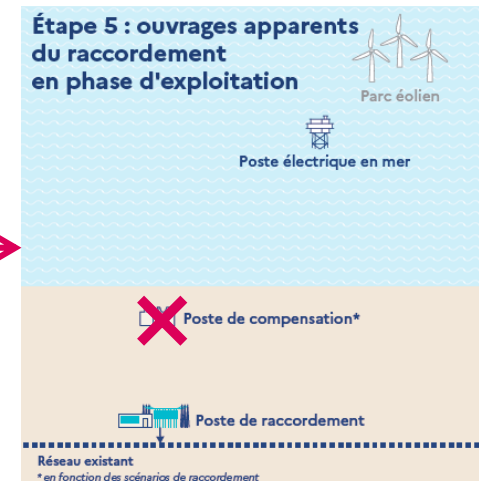 Étape 5 : ouvrages apparents
du raccordement
en phase d'exploitation
Parc éolien
Poste électrique en mer
Poste de compensation*
Poste de raccordement
Réseau existant
* en fonction des scénarios de raccordement